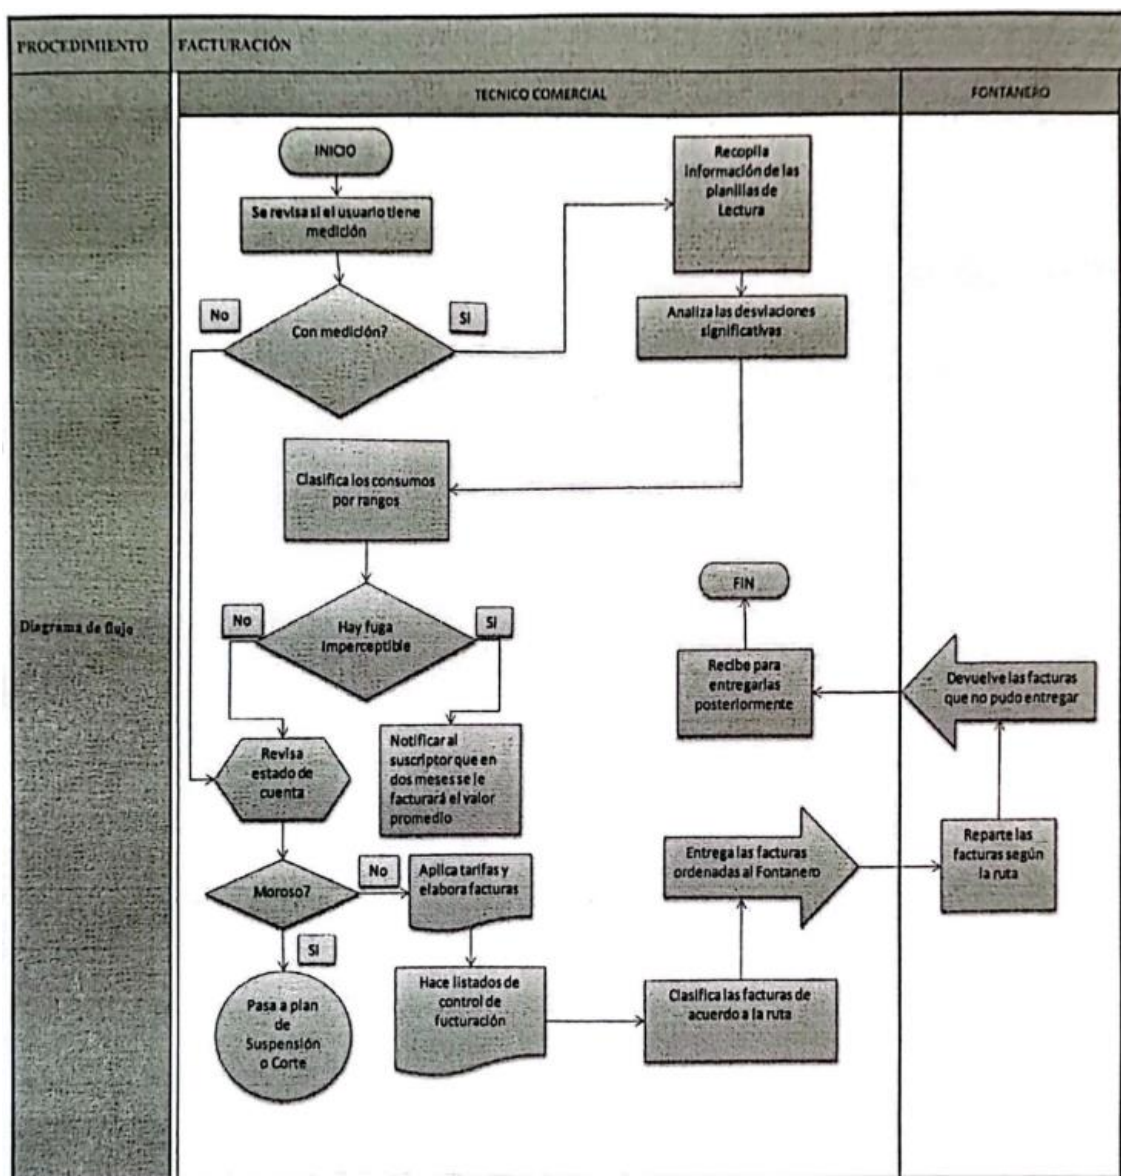 PROCEDIMIENTO
FACTURACIÓN
TECNICO COMERCIAL
FONTANERO
Diagrama de flujo
INICIO
Se revisa si el usuario tiene
medición
Con medición?
No
Si
Recopila
información de las
planillas de
Lectura
Analiza las desviaciones
significativas
Clasifica los consumos
por rangos
Hay fuga
Imperceptible
No
Si
Notificar al
suscriptor que en
dos meses se le
facturará el valor
promedio
Revisa
estado de
cuenta
Moroso?
No
Si
Pasa a plan
de
Suspensión
o Corte
Aplica tarifas y
elabora facturas
Hace listados de
control de
fucturación
Clasifica las facturas de
acuerdo a la ruta
Entrega las facturas
ordenadas al Fontanero
Reparte las
facturas según
la ruta
Devuelve las facturas
que no pudo entregar
Recibe para
entregarlas
posteriormente
FIN